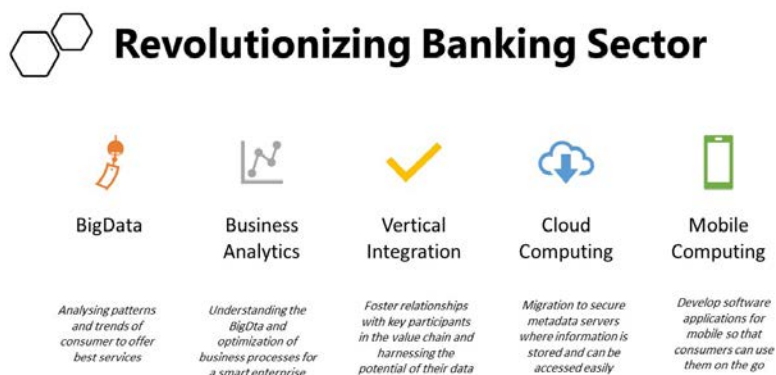 Revolutionizing Banking Sector
BigData
Business
Analytics
Vertical
Integration
Cloud
Computing
Mobile
Computing
Analysing patterns
and trends of
consumer to offer
best services
Understanding the
BigDta and
optimization of
business processes for
a smart enterprise
Foster relationships
with key participants
in the value chain and
harnessing the
potential of their data
Migration to secure
metadata servers
where information is
stored and can be
accessed easily
Develop software
applications for
mobile so that
consumers can use
them on the go